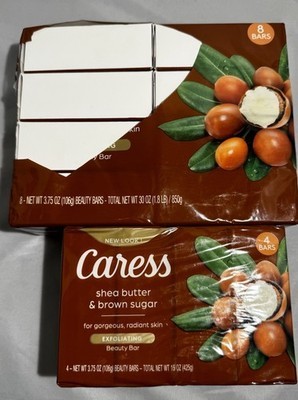 8
BARS
skin
Beauty Bar
8 - NET WT 3.75 OZ (106g) BEAUTY BARS - TOTAL NET WT 30 OZ (1.8 LB) / 850g
NEW LOOK
4
BARS
Caress
shea butter
& brown sugar
for gorgeous, radiant skin
EXFOLIATING
Beauty Bar
4 - NET WT 3.75 OZ (106g) BEAUTY BARS - TOTAL NET WT 15 OZ (425g)